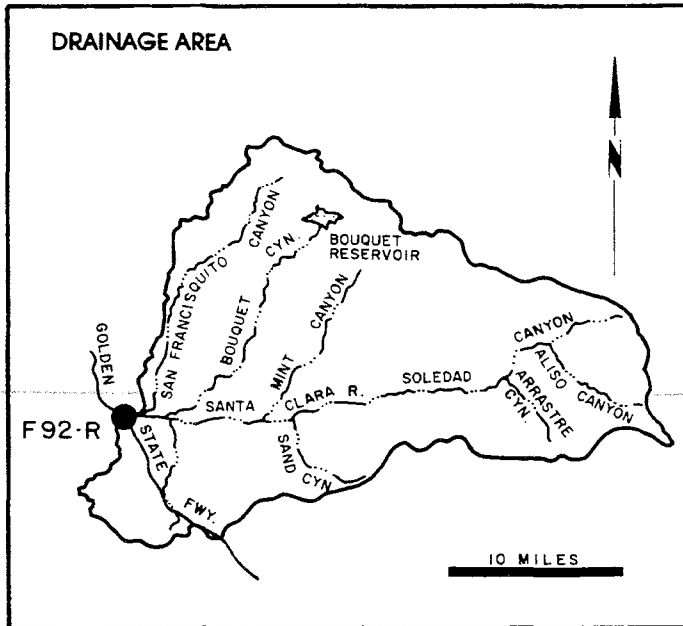 DRAINAGE AREA
N
SAN FRANCISQUITO CANYON
BOUQUET CYN.
BOUQUET
RESERVOIR
MINT CANYON
GOLDEN
STATE
FWY.
F92-R
SANTA CLARA R.
SOLEDAD CANYON
ALISO CANYON
ARRASTRE
CYN.
SAND
CYN
10 MILES